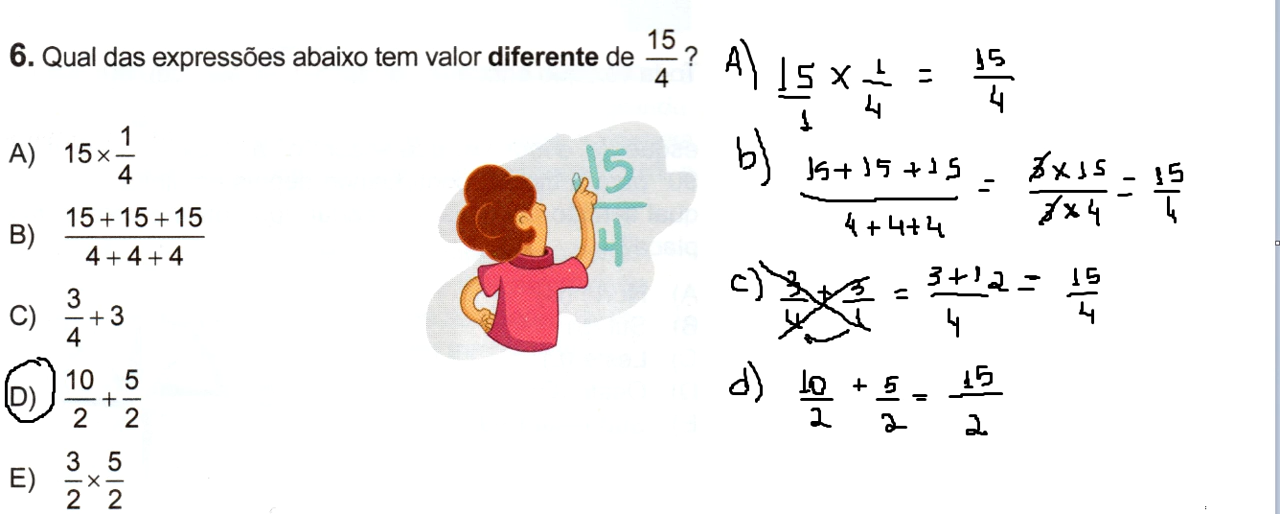 6. Qual das expressões abaixo tem valor diferente de 15/4?
A) 15 × 1/4
B) (15 + 15 + 15)/(4 + 4 + 4)
C) 3/4 + 3
D) 10/2 + 5/2
E) 3/2 × 5/2
15/4
A) 15/1 × 1/4 = 15/4
b) (15 + 15 + 15)/(4 + 4 + 4) = (3 × 15)/(3 × 4) = 15/4
c) 3/4 + 3/1 = (3 + 12)/4 = 15/4
d) 10/2 + 5/2 = 15/2